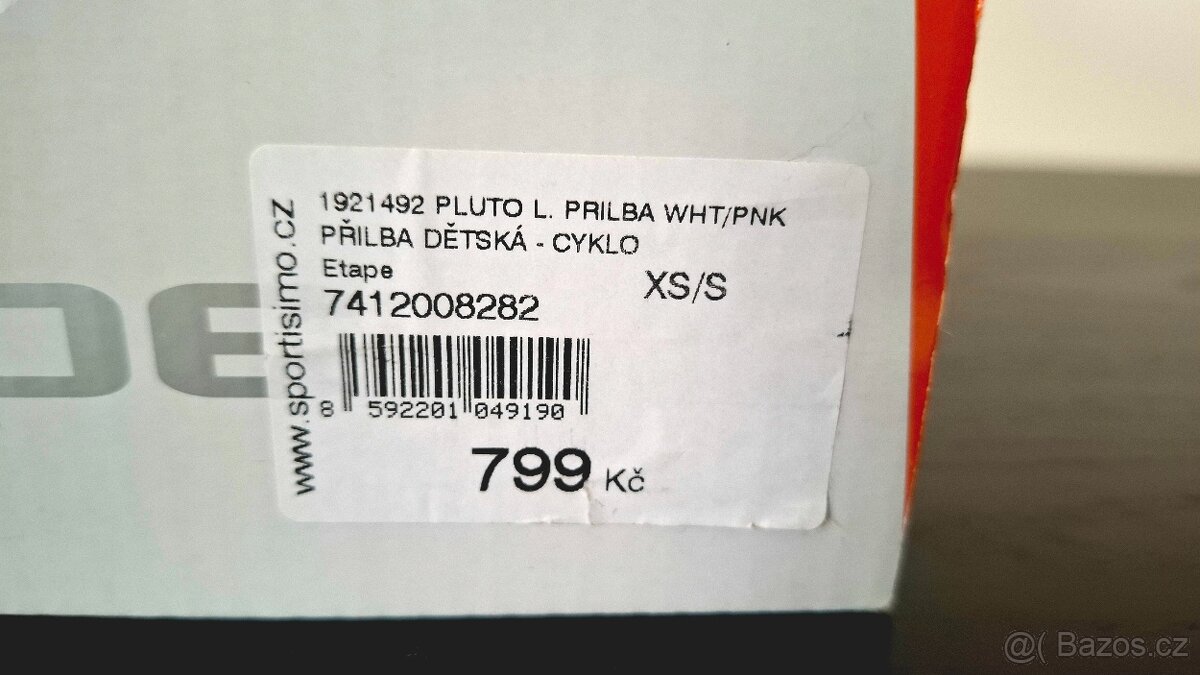 www.sportisimo.cz
1921492 PLUTO L. PRILBA WHT/PNK
PŘILBA DĚTSKÁ - CYKLO
Etape
XS/S
7412008282
8 592201 049190
799 Kč
@( Bazos.cz